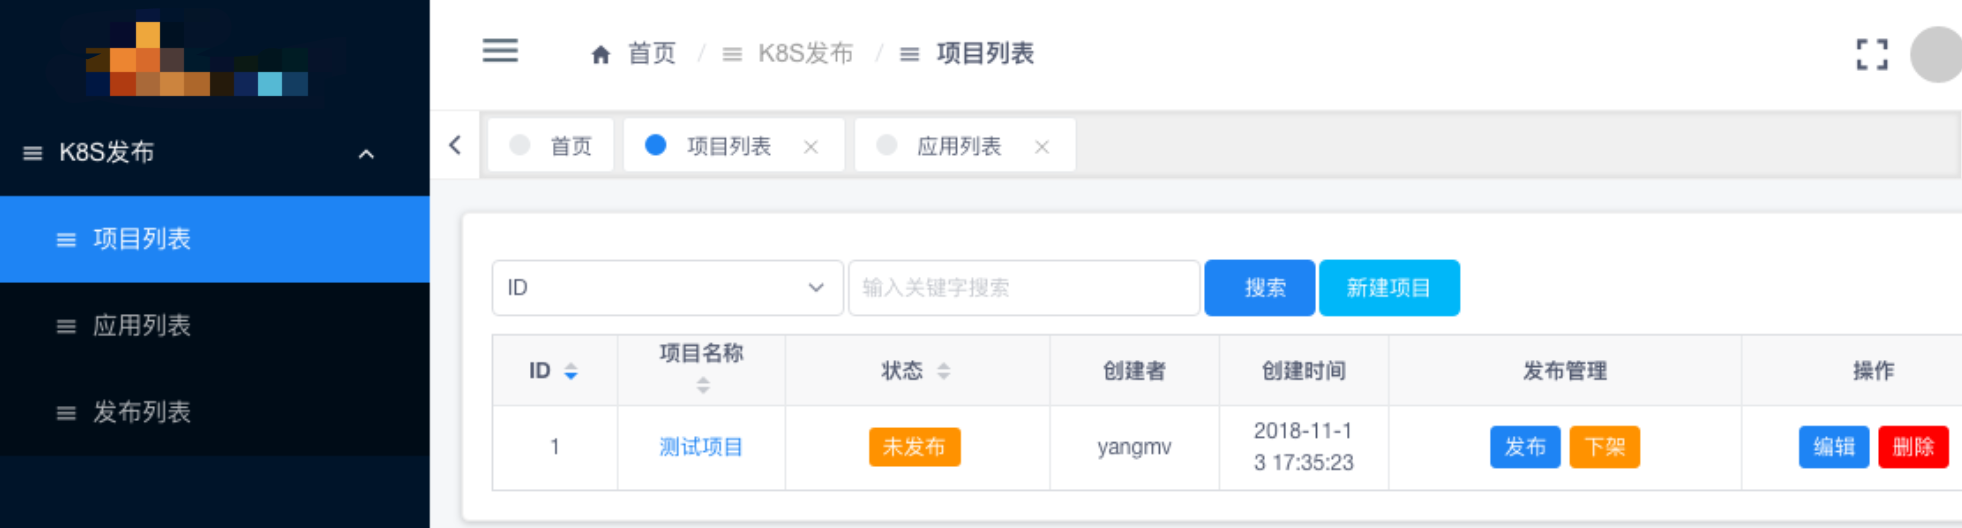 首页 / K8S发布 / 项目列表
K8S发布
项目列表
应用列表
发布列表
首页 项目列表 应用列表
ID 输入关键字搜索 搜索 新建项目
ID 项目名称 状态 创建者 创建时间 发布管理 操作
1 测试项目 未发布 yangmv 2018-11-1
3 17:35:23 发布 下架 编辑 删除